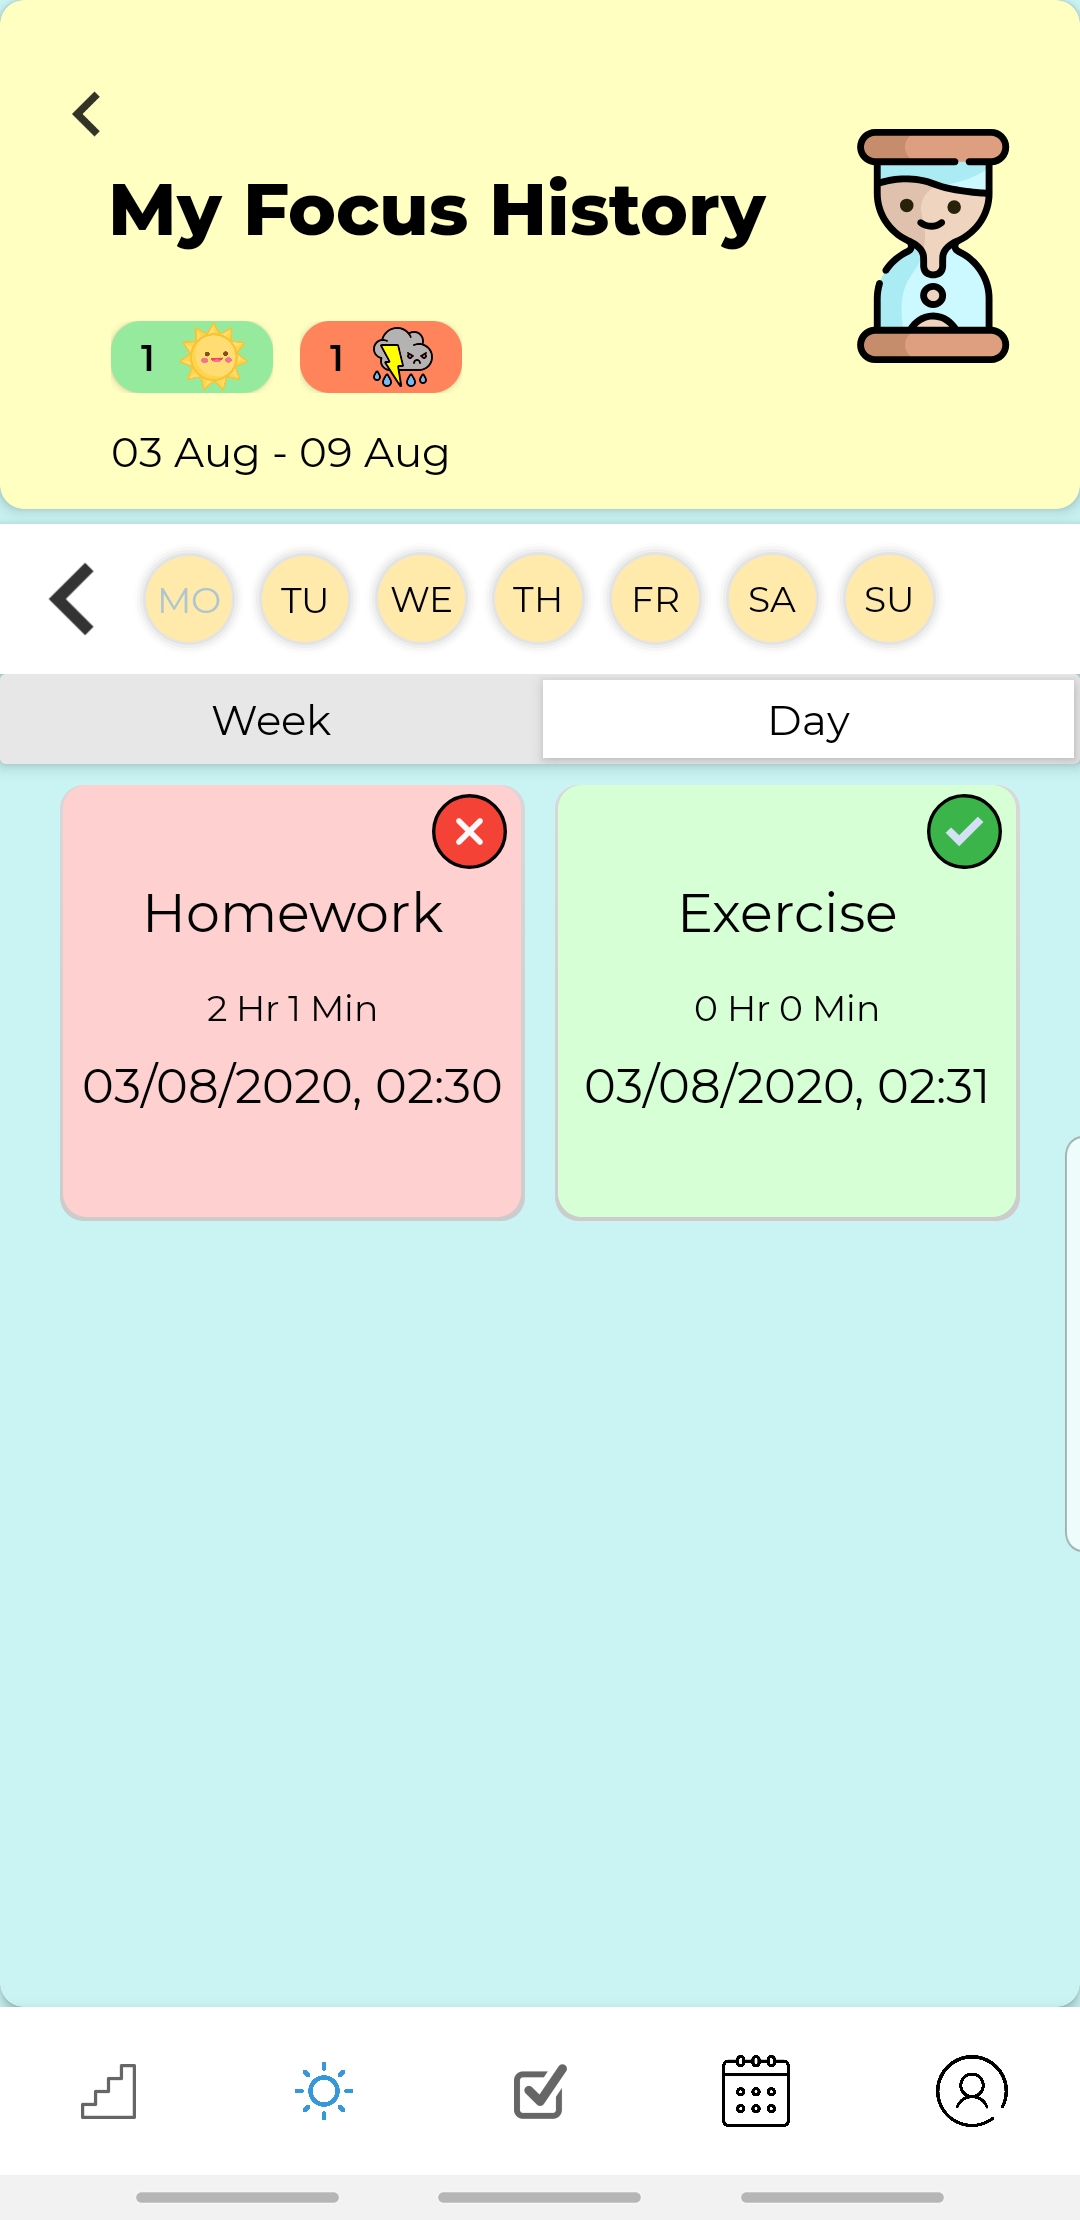 My Focus History
1 1
03 Aug - 09 Aug
MO TU WE TH FR SA SU
Week Day
Homework
2 Hr 1 Min
03/08/2020, 02:30
Exercise
0 Hr 0 Min
03/08/2020, 02:31